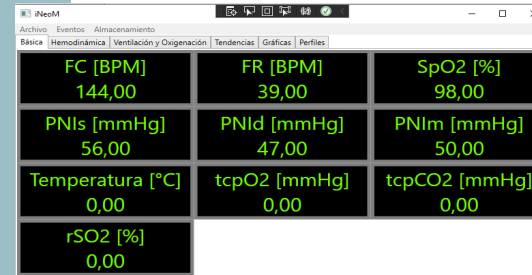 iNeoM
Archivo Eventos Almacenamiento
Básica Hemodinámica Ventilación y Oxigenación Tendencias Gráficas Perfiles
FC [BPM] FR [BPM] SpO2 [%]
144,00 39,00 98,00
PNIs [mmHg] PNId [mmHg] PNIm [mmHg]
56,00 47,00 50,00
Temperatura [°C] tcpO2 [mmHg] tcpCO2 [mmHg]
0,00 0,00 0,00
rSO2 [%]
0,00